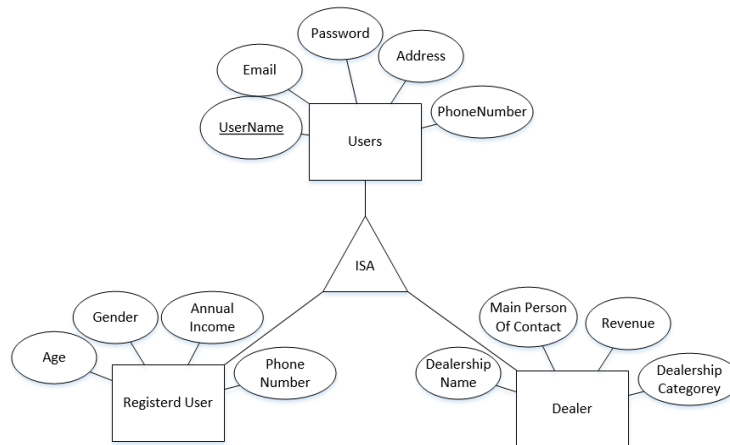 Password
Address
Email
PhoneNumber
UserName
Users
ISA
Gender
Annual
Income
Main Person
Of Contact
Revenue
Age
Phone
Number
Dealership
Name
Dealership
Categorey
Registerd User
Dealer